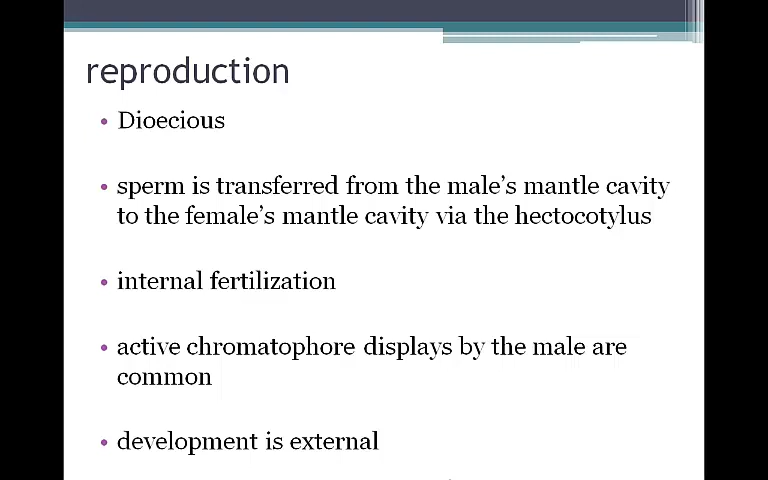 reproduction
• Dioecious
• sperm is transferred from the male's mantle cavity
to the female's mantle cavity via the hectocotylus
• internal fertilization
• active chromatophore displays by the male are
common
• development is external